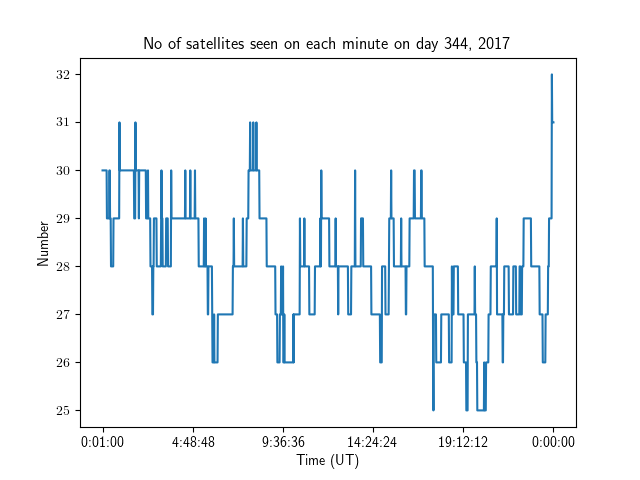 No of satellites seen on each minute on day 344, 2017
32
31
30
29
28
27
26
25
Number
0:01:00 4:48:48 9:36:36 14:24:24 19:12:12 0:00:00
Time (UT)